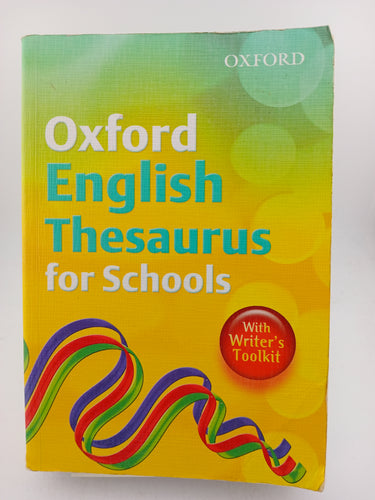 OXFORD
Oxford
English
Thesaurus
for Schools
With
Writer's
Toolkit